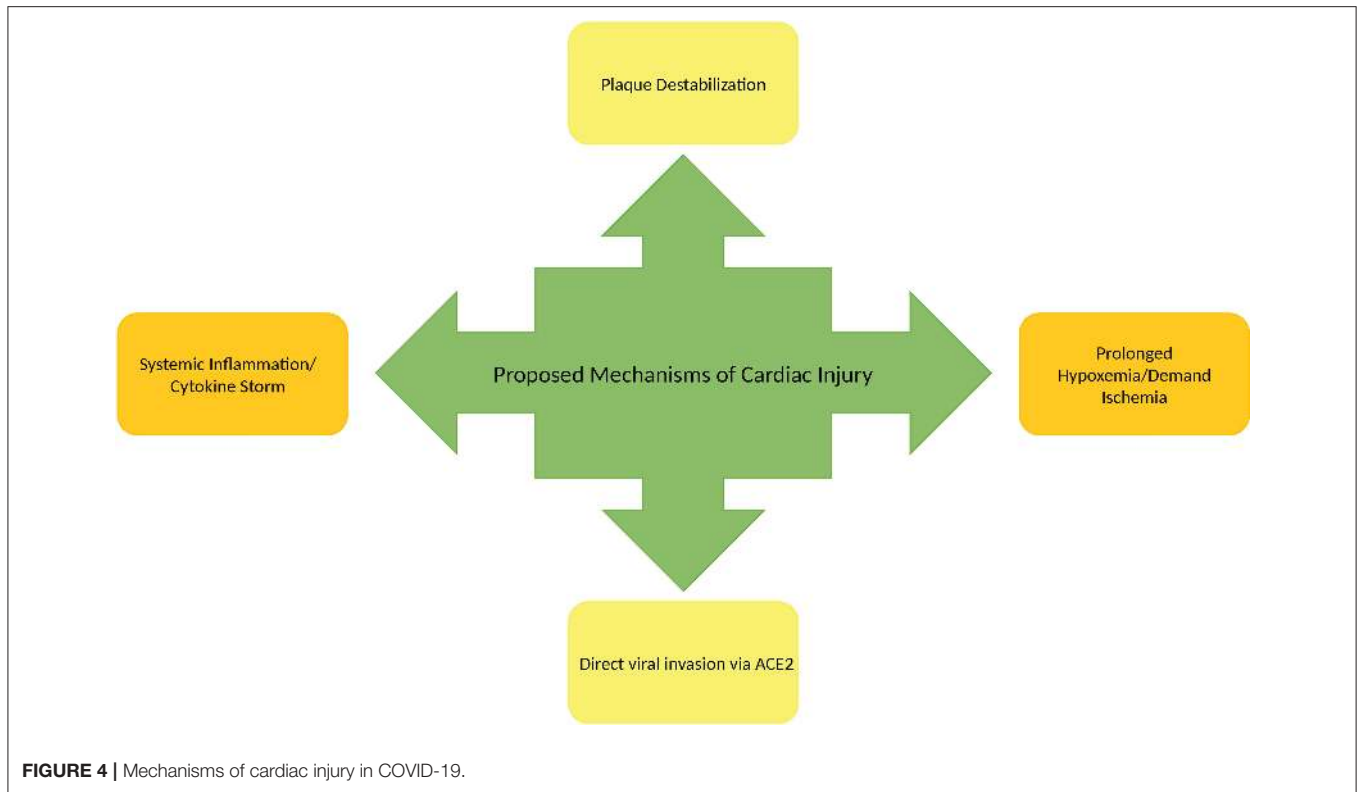 Plaque Destabilization
Systemic Inflammation/
Cytokine Storm
Proposed Mechanisms of Cardiac Injury
Prolonged
Hypoxemia/Demand
Ischemia
Direct viral invasion via ACE2
FIGURE 4 | Mechanisms of cardiac injury in COVID-19.